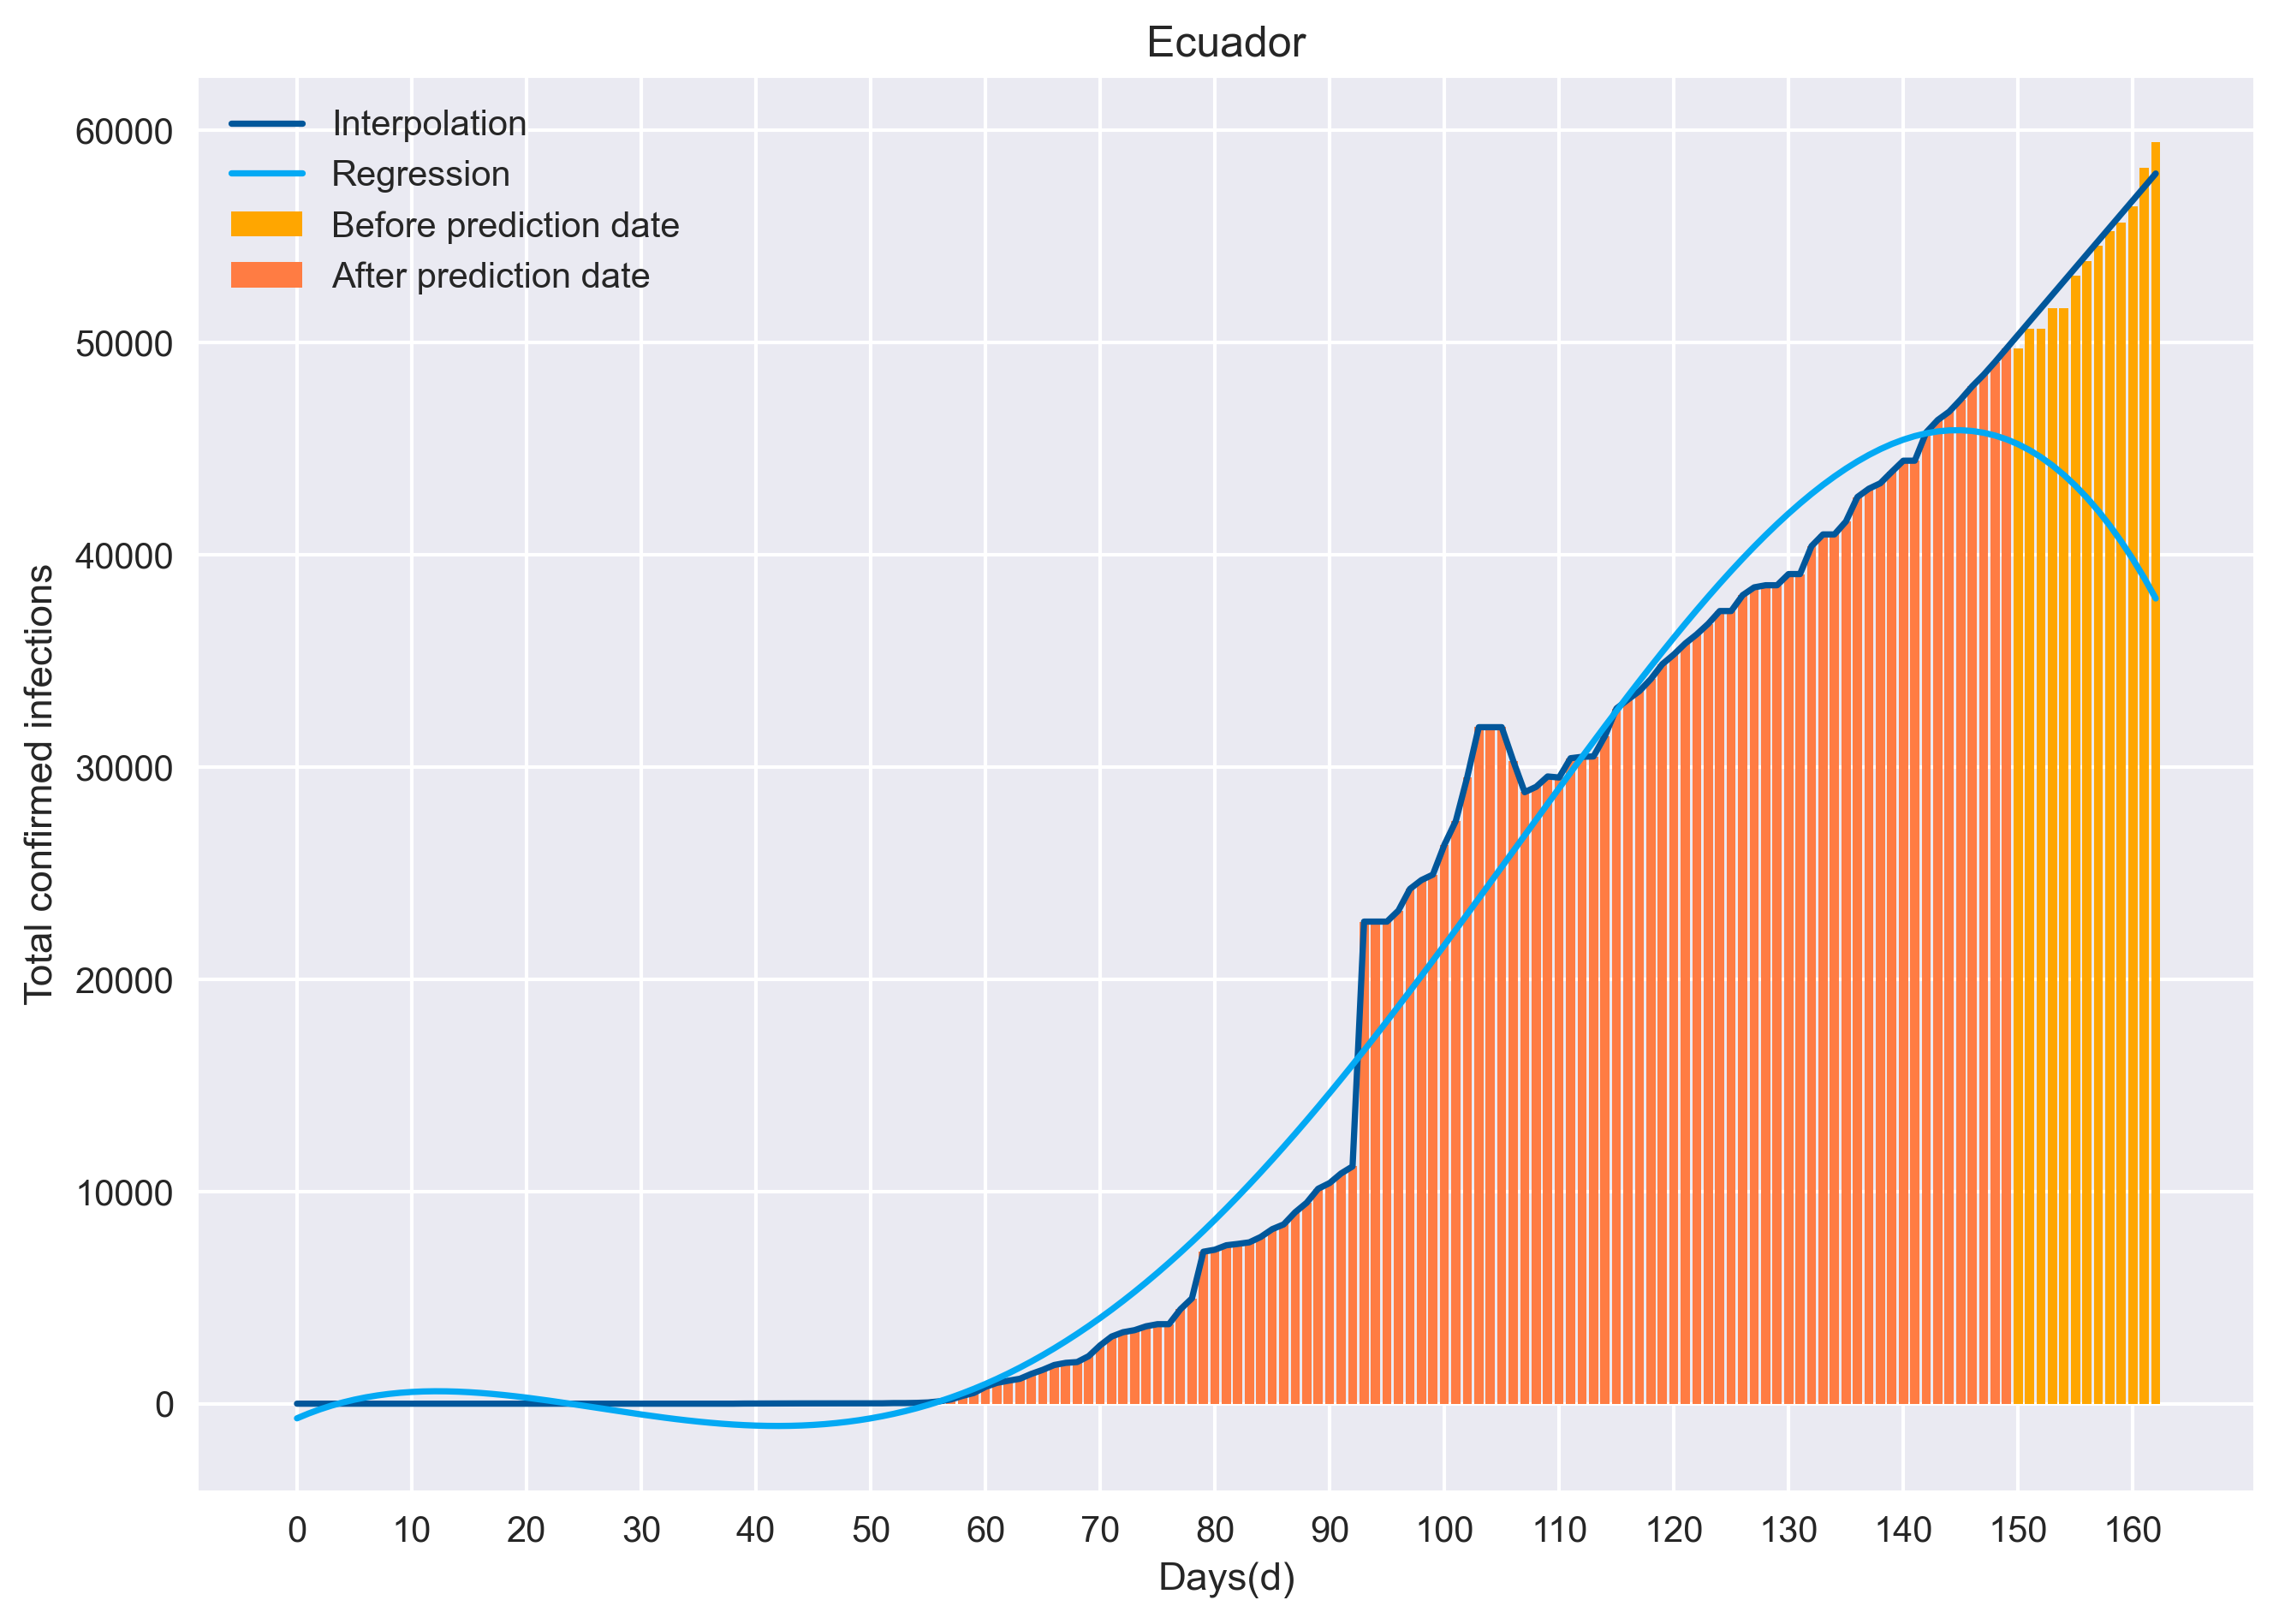 Ecuador
Interpolation
Regression
Before prediction date
After prediction date
60000
50000
40000
30000
20000
10000
0
Total confirmed infections
0 10 20 30 40 50 60 70 80 90 100 110 120 130 140 150 160
Days(d)